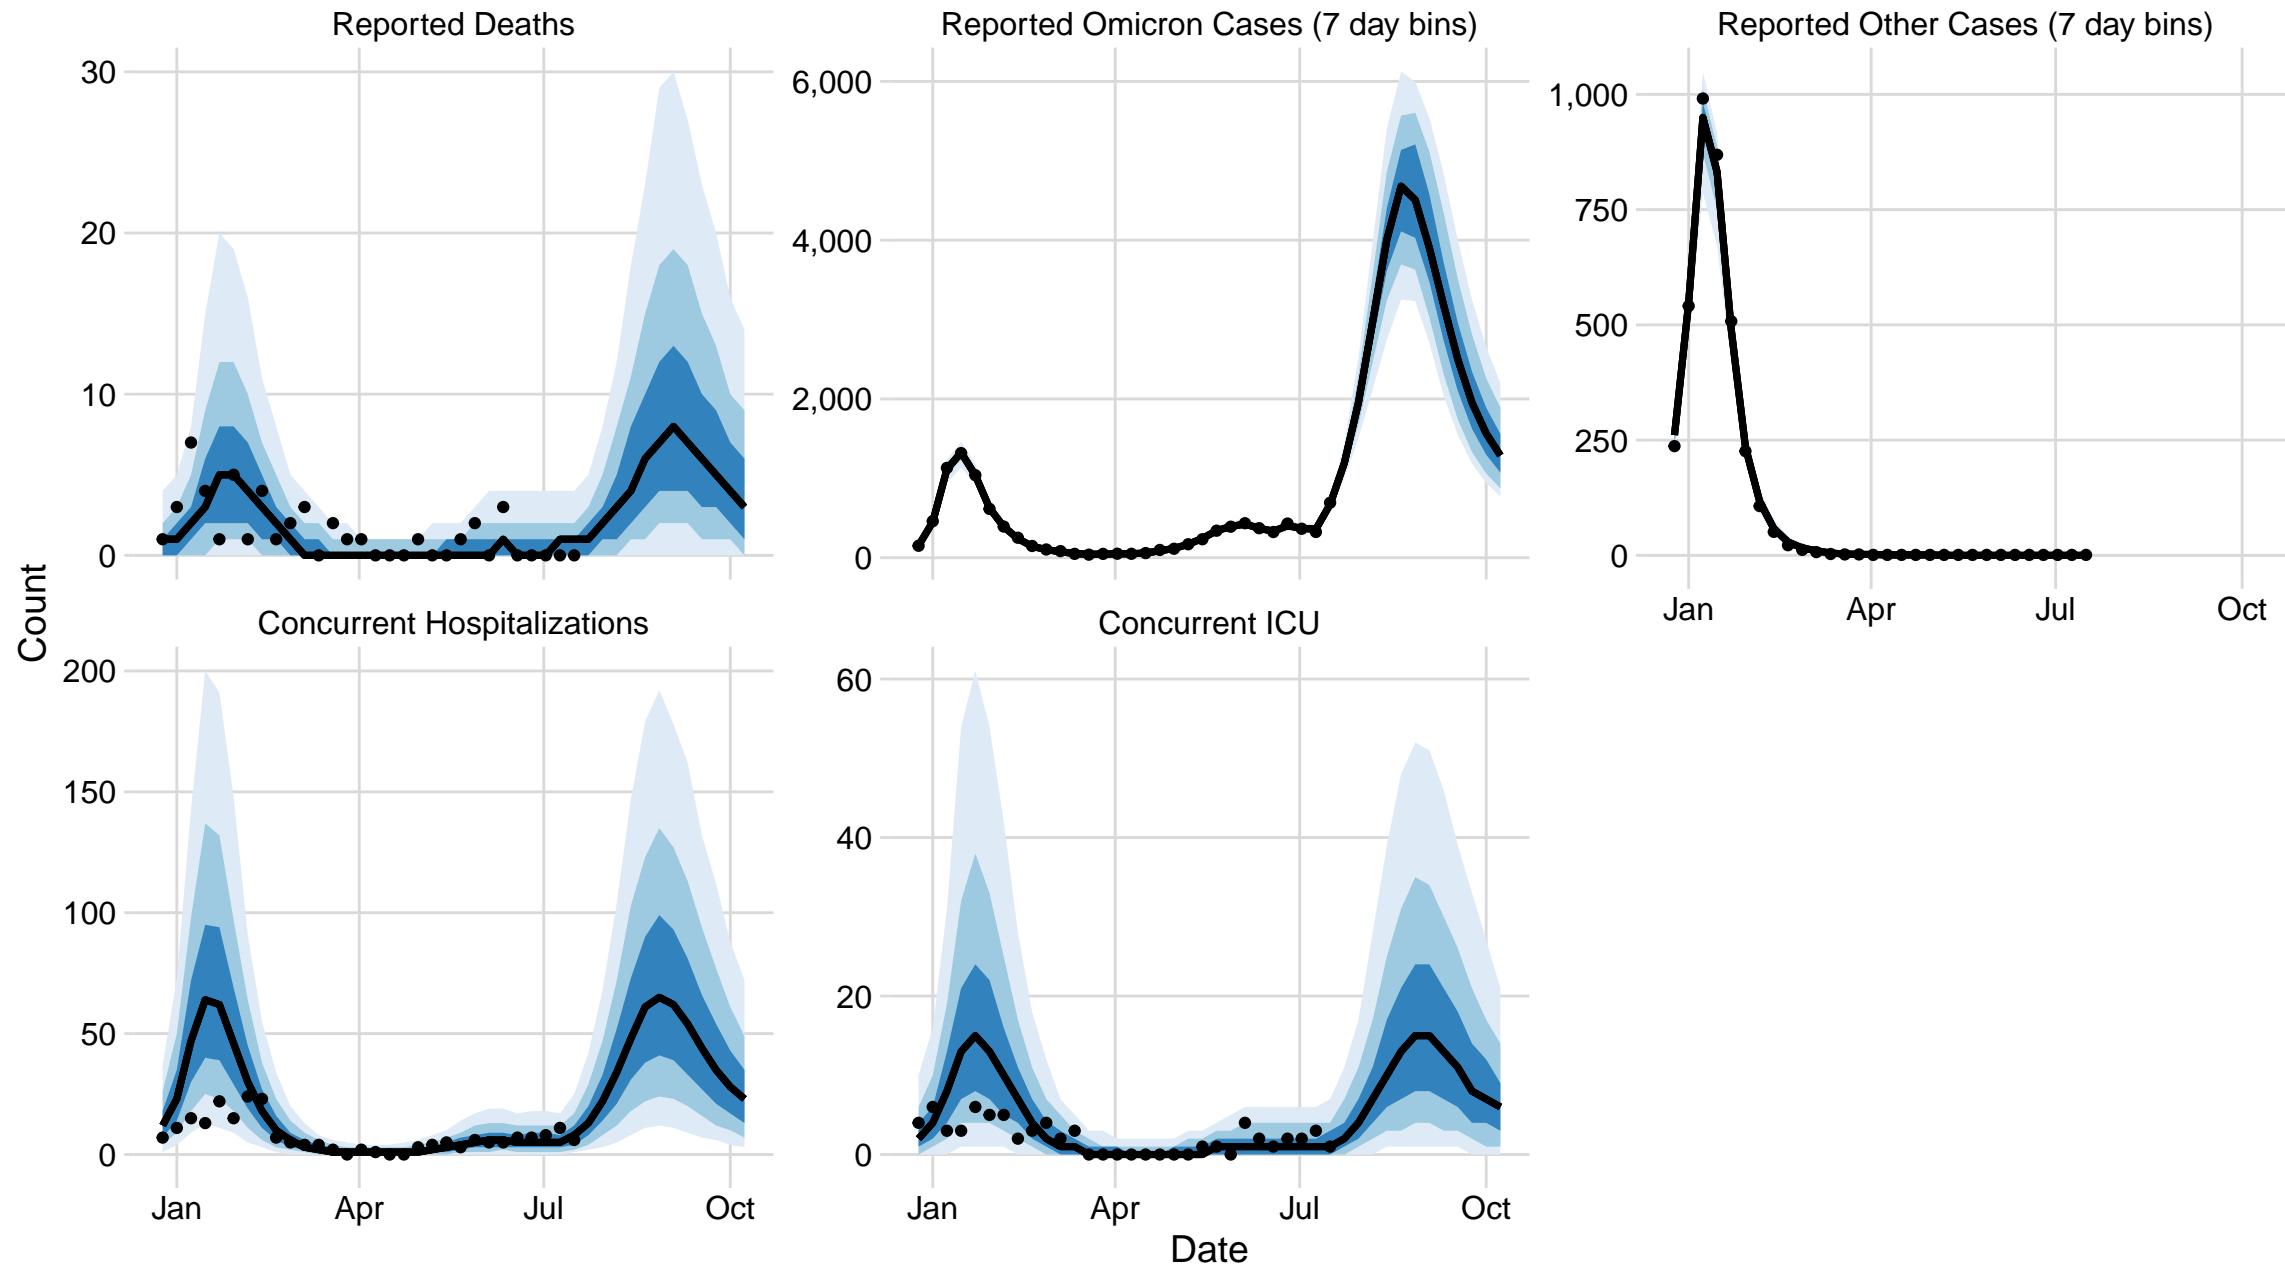 Reported Deaths
Reported Omicron Cases (7 day bins)
Reported Other Cases (7 day bins)
30
20
10
0
6,000
4,000
2,000
0
1,000
750
500
250
0
Jan Apr Jul Oct
Count
Concurrent Hospitalizations
Concurrent ICU
200
150
100
50
0
60
40
20
0
Jan Apr Jul Oct
Jan Apr Jul Oct
Date